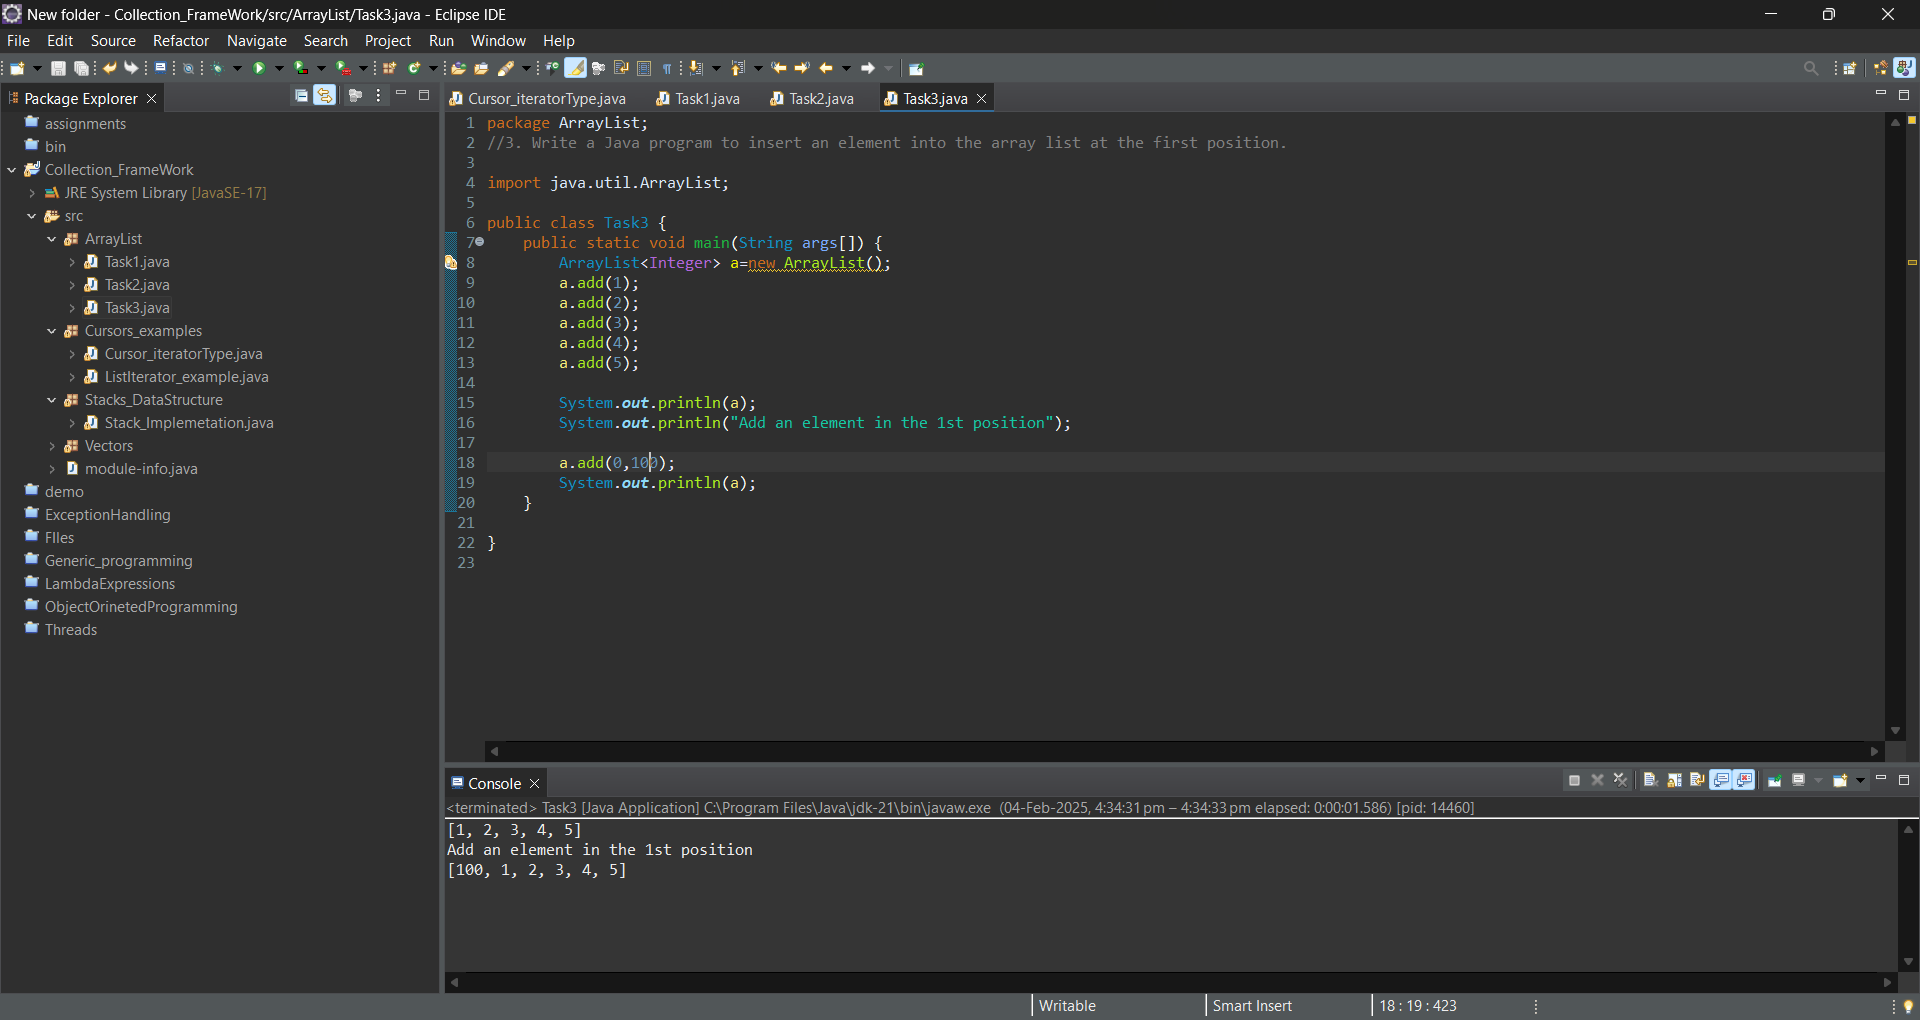 New folder - Collection_FrameWork/src/ArrayList/Task3.java - Eclipse IDE
File Edit Source Refactor Navigate Search Project Run Window Help
Package Explorer
assignments
bin
Collection_FrameWork
JRE System Library [JavaSE-17]
src
ArrayList
Task1.java
Task2.java
Task3.java
Cursors_examples
Cursor_iteratorType.java
ListIterator_example.java
Stacks_DataStructure
Stack_Implemetation.java
Vectors
module-info.java
demo
ExceptionHandling
FIles
Generic_programming
LambdaExpressions
ObjectOrinetedProgramming
Threads
Cursor_iteratorType.java Task1.java Task2.java Task3.java
1 package ArrayList;
2 //3. Write a Java program to insert an element into the array list at the first position.
3
4 import java.util.ArrayList;
5
6 public class Task3 {
7 public static void main(String args[]) {
8 ArrayList<Integer> a=new ArrayList();
9 a.add(1);
10 a.add(2);
11 a.add(3);
12 a.add(4);
13 a.add(5);
14
15 System.out.println(a);
16 System.out.println("Add an element in the 1st position");
17
18 a.add(0,100);
19 System.out.println(a);
20 }
21
22 }
23
Console
<terminated> Task3 [Java Application] C:\Program Files\Java\jdk-21\bin\javaw.exe (04-Feb-2025, 4:34:31 pm – 4:34:33 pm elapsed: 0:00:01.586) [pid: 14460]
[1, 2, 3, 4, 5]
Add an element in the 1st position
[100, 1, 2, 3, 4, 5]
Writable Smart Insert 18 : 19 : 423